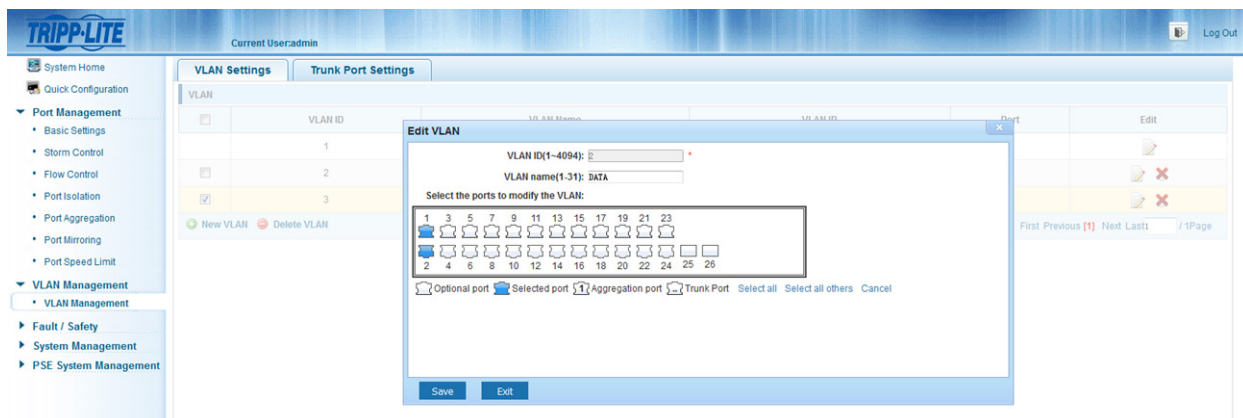 TRIPP·LITE
Current User:admin
Log Out
System Home
Quick Configuration
Port Management
Basic Settings
Storm Control
Flow Control
Port Isolation
Port Aggregation
Port Mirroring
Port Speed Limit
VLAN Management
VLAN Management
Fault / Safety
System Management
PSE System Management
VLAN Settings Trunk Port Settings
VLAN
VLAN ID VLAN Name VLAN IP Port Edit
1
2
3
New VLAN Delete VLAN
First Previous [1] Next Last 1 / 1Page
Edit VLAN
VLAN ID(1~4094): 2 *
VLAN name(1-31): DATA
Select the ports to modify the VLAN:
1 3 5 7 9 11 13 15 17 19 21 23
2 4 6 8 10 12 14 16 18 20 22 24 25 26
Optional port Selected port 1 Aggregation port Trunk Port Select all Select all others Cancel
Save Exit